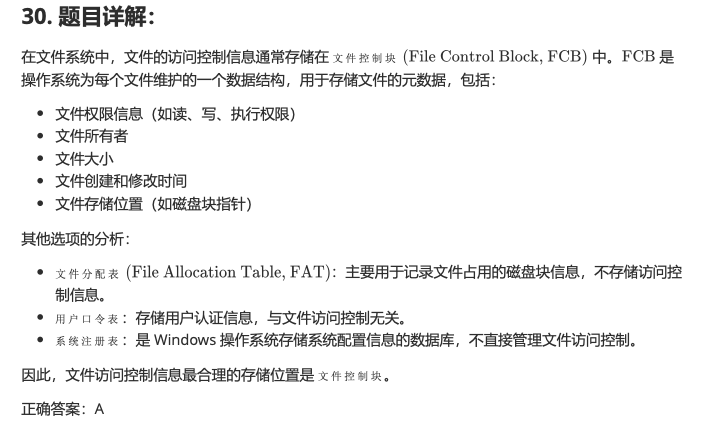 30. 题目详解：
在文件系统中，文件的访问控制信息通常存储在 文件控制块 (File Control Block, FCB) 中。FCB 是
操作系统为每个文件维护的一个数据结构，用于存储文件的元数据，包括：
• 文件权限信息（如读、写、执行权限）
• 文件所有者
• 文件大小
• 文件创建和修改时间
• 文件存储位置（如磁盘块指针）
其他选项的分析：
• 文件分配表 (File Allocation Table, FAT)：主要用于记录文件占用的磁盘块信息，不存储访问控
制信息。
• 用户口令表：存储用户认证信息，与文件访问控制无关。
• 系统注册表：是 Windows 操作系统存储系统配置信息的数据库，不直接管理文件访问控制。
因此，文件访问控制信息最合理的存储位置是 文件控制块。
正确答案：A